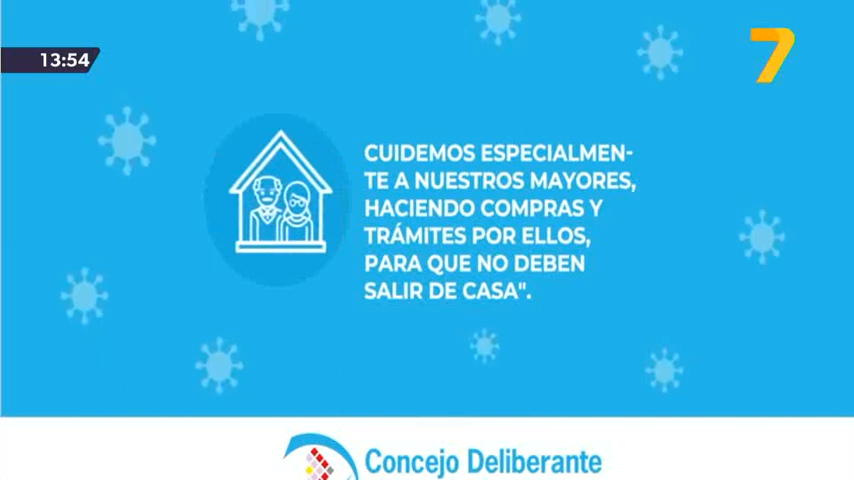 13:54
7
CUIDEMOS ESPECIALMEN-
TE A NUESTROS MAYORES,
HACIENDO COMPRAS Y
TRÁMITES POR ELLOS,
PARA QUE NO DEBEN
SALIR DE CASA".
Concejo Deliberante